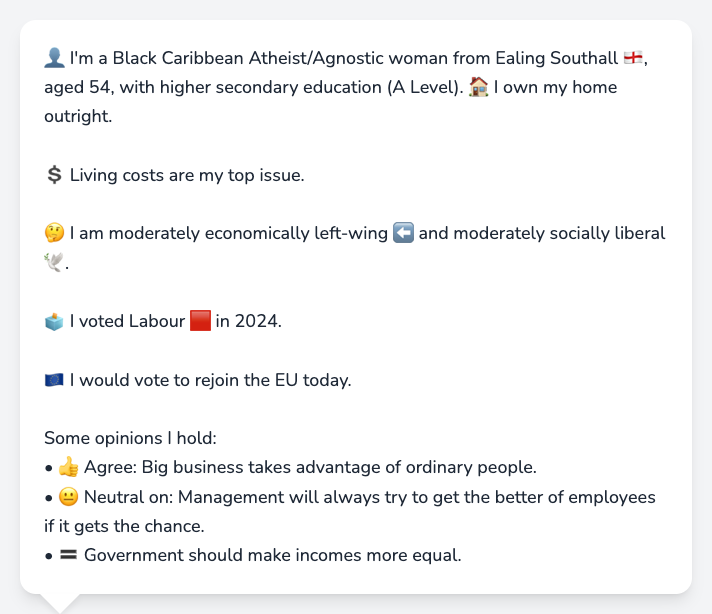 👤 I'm a Black Caribbean Atheist/Agnostic woman from Ealing Southall 🏴󠁧󠁢󠁥󠁮󠁧󠁿,
aged 54, with higher secondary education (A Level). 🏠 I own my home
outright.
💲 Living costs are my top issue.
🤔 I am moderately economically left-wing ⬅️ and moderately socially liberal
🕊️.
🗳️ I voted Labour 🟥 in 2024.
🇪🇺 I would vote to rejoin the EU today.
Some opinions I hold:
• 👍 Agree: Big business takes advantage of ordinary people.
• 😐 Neutral on: Management will always try to get the better of employees
if it gets the chance.
• 🟰 Government should make incomes more equal.